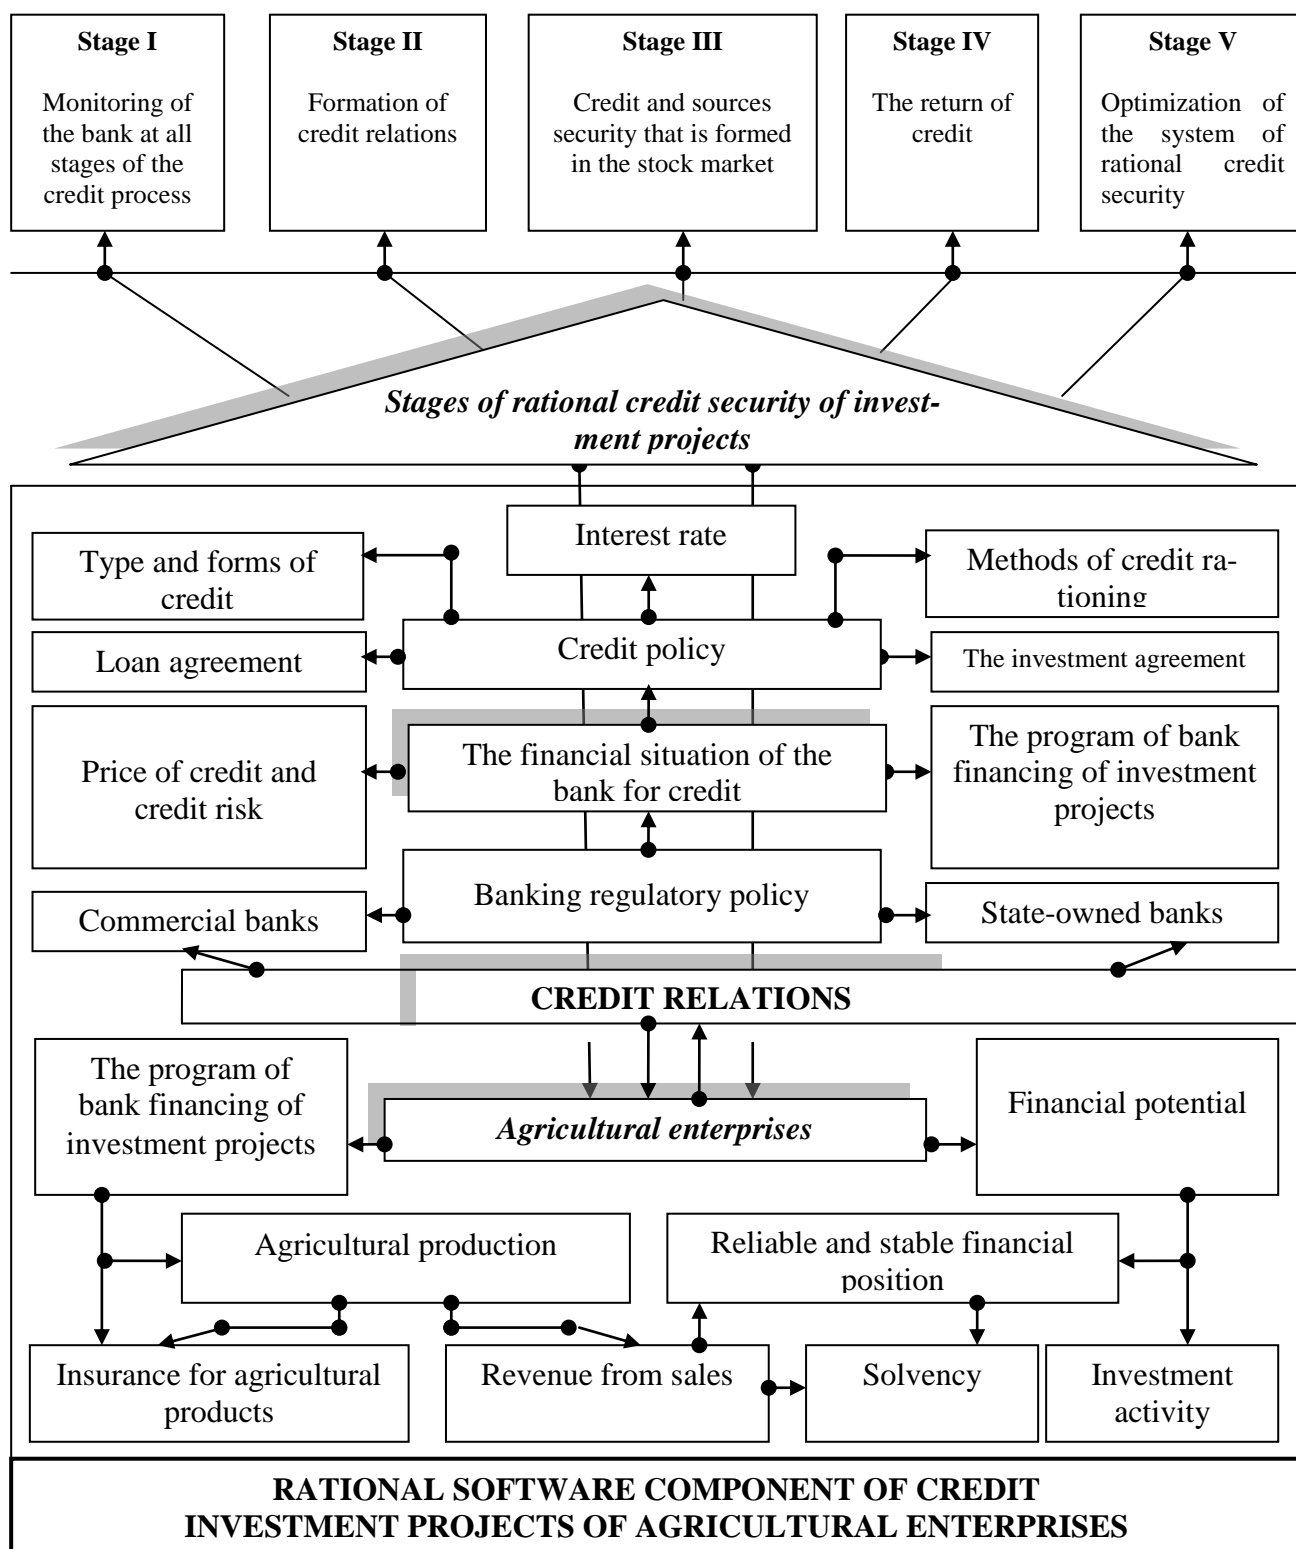 Stage I
Monitoring of
the bank at all
stages of the
credit process
Stage II
Formation of
credit relations
Stage III
Credit and sources
security that is formed
in the stock market
Stage IV
The return of
credit
Stage V
Optimization of
the system of
rational credit
security
Stages of rational credit security of invest-
ment projects
Interest rate
Type and forms of
credit
Methods of credit ra-
tioning
Credit policy
Loan agreement
The investment agreement
Price of credit and
credit risk
The financial situation of the
bank for credit
The program of bank
financing of investment
projects
Banking regulatory policy
Commercial banks
State-owned banks
CREDIT RELATIONS
The program of
bank financing of
investment projects
Agricultural enterprises
Financial potential
Agricultural production
Reliable and stable financial
position
Insurance for agricultural
products
Revenue from sales
Solvency
Investment
activity
RATIONAL SOFTWARE COMPONENT OF CREDIT
INVESTMENT PROJECTS OF AGRICULTURAL ENTERPRISES